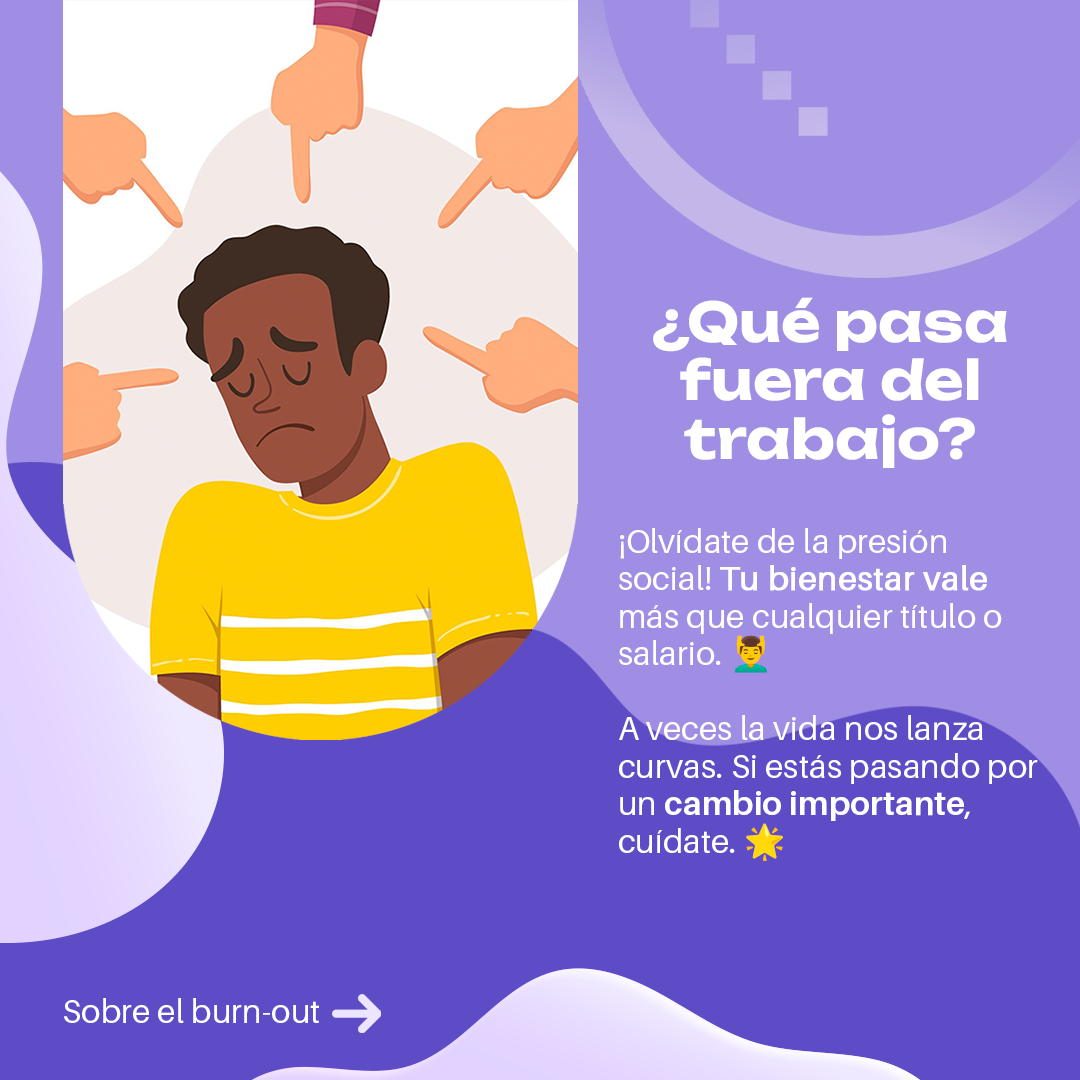 ¿Qué pasa
fuera del
trabajo?
¡Olvídate de la presión
social! Tu bienestar vale
más que cualquier título o
salario. 💆‍♂️
A veces la vida nos lanza
curvas. Si estás pasando por
un cambio importante,
cuídate. 🌟
Sobre el burn-out